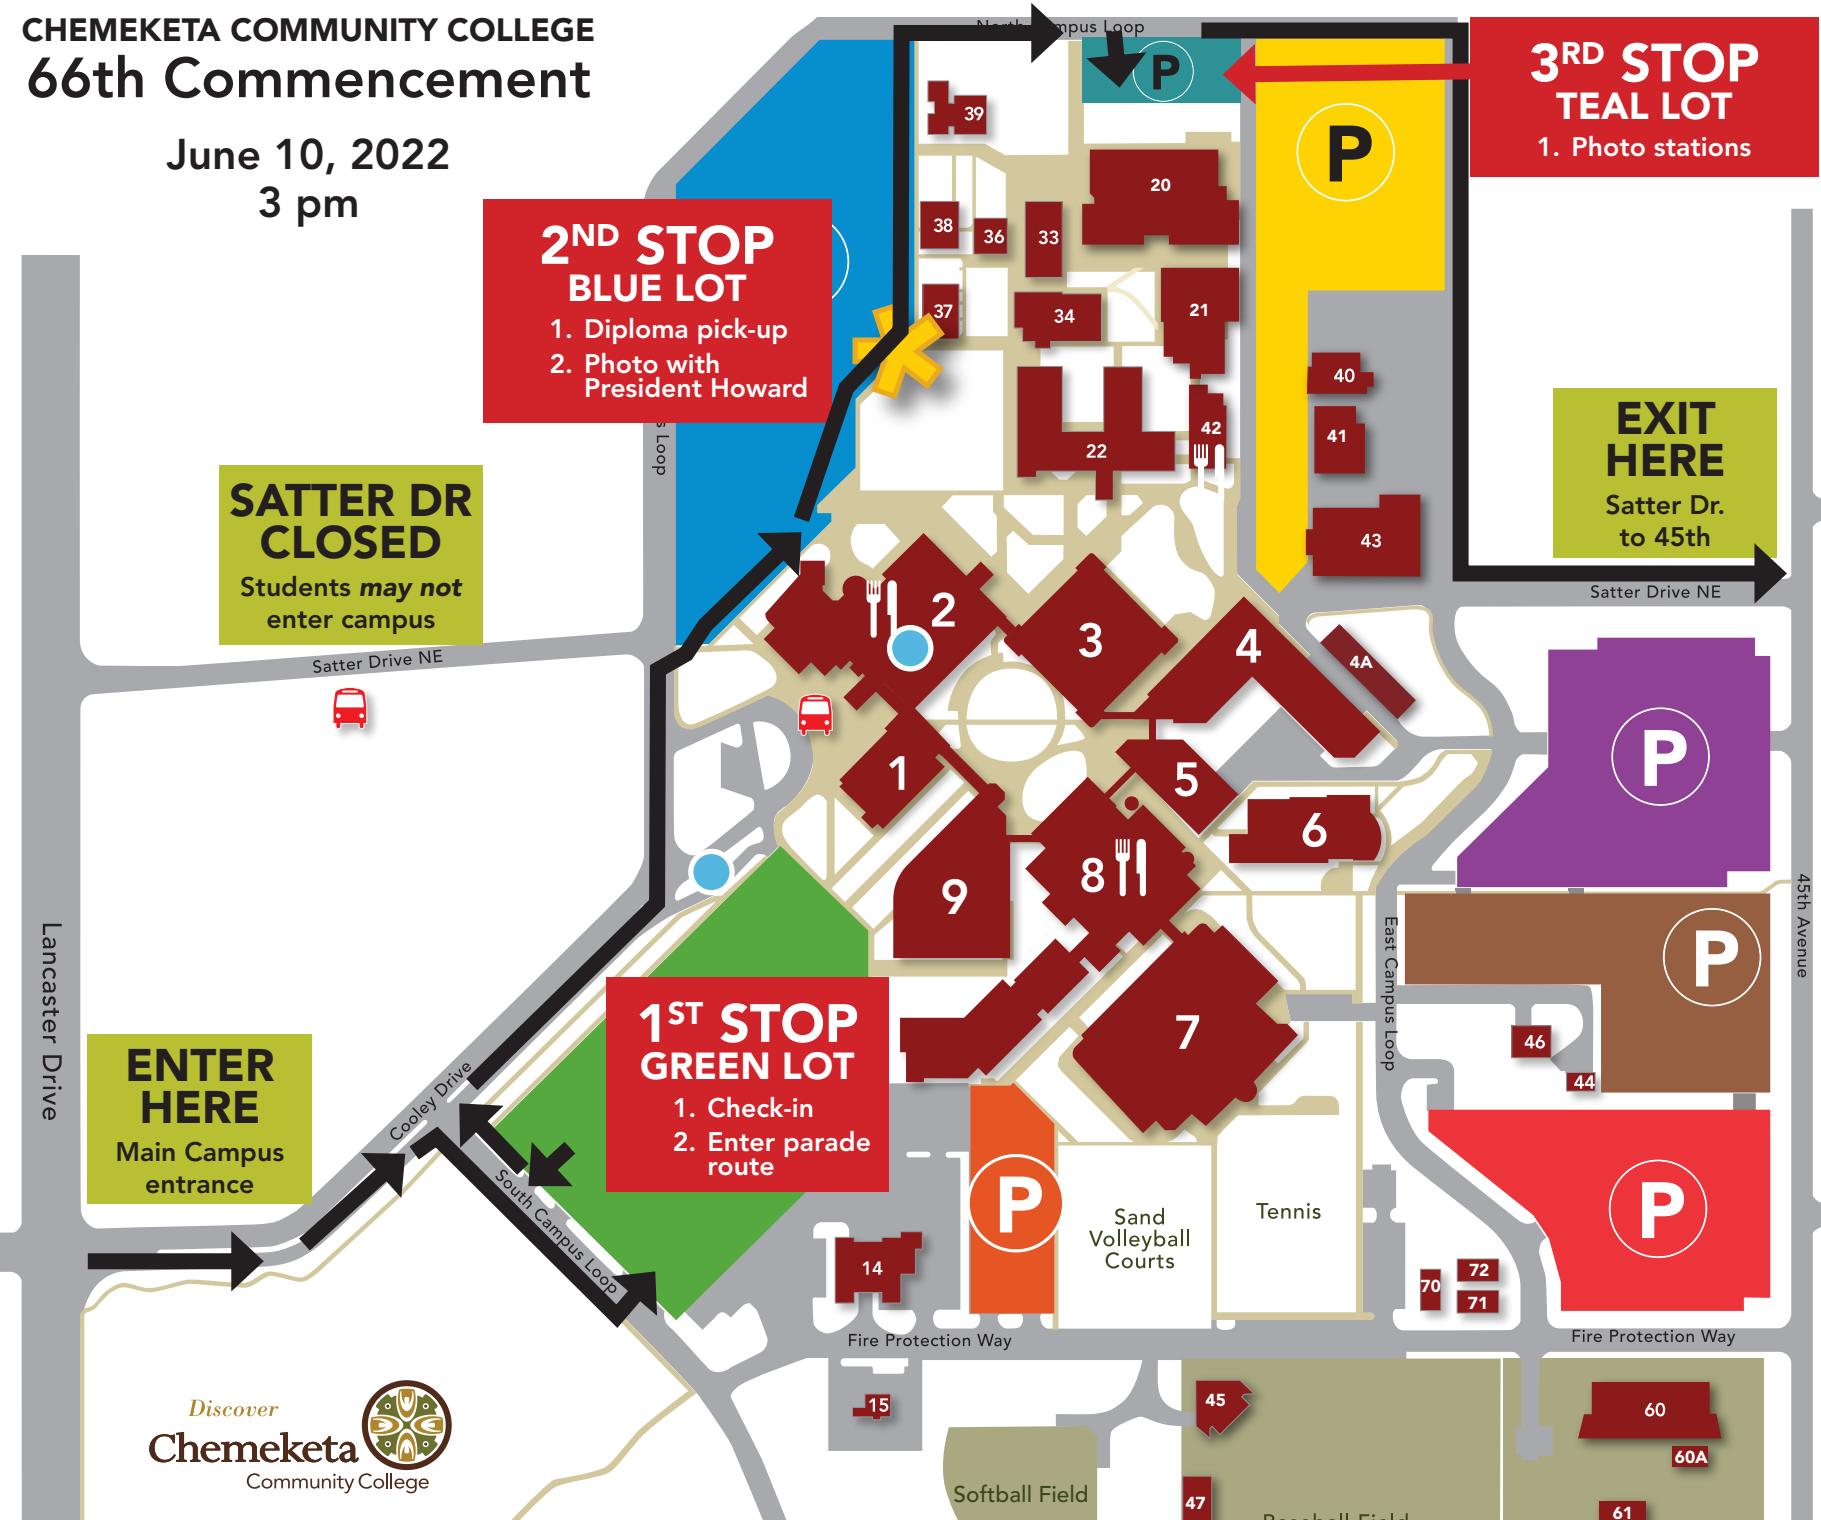 CHEMEKETA COMMUNITY COLLEGE
66th Commencement
June 10, 2022
3 pm
North Campus Loop
P
3RD STOP
TEAL LOT
1. Photo stations
P
39
20
38
36
33
37
34
21
2ND STOP
BLUE LOT
1. Diploma pick-up
2. Photo with
President Howard
s Loop
40
41
42
22
43
EXIT
HERE
Satter Dr.
to 45th
Satter Drive NE
SATTER DR
CLOSED
Students may not
enter campus
Satter Drive NE
2
3
4
4A
1
5
6
8
9
7
P
P
45th Avenue
East Campus Loop
46
44
Lancaster Drive
ENTER
HERE
Main Campus
entrance
Cooley Drive
South Campus Loop
1ST STOP
GREEN LOT
1. Check-in
2. Enter parade
route
P
Sand
Volleyball
Courts
Tennis
P
14
72
70
71
Fire Protection Way
Fire Protection Way
15
45
60
60A
47
61
Softball Field
Baseball Field
Discover
Chemeketa
Community College